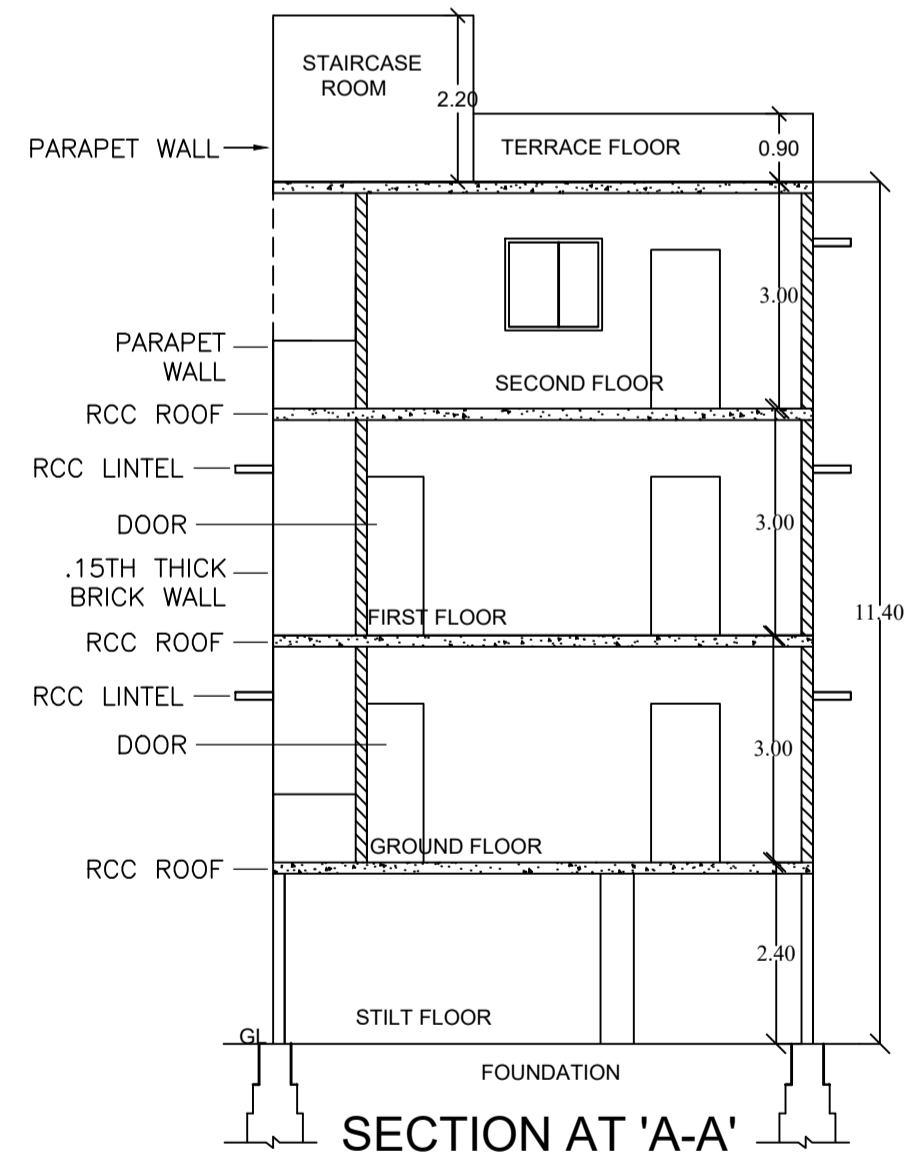 STAIRCASE
ROOM
2.20
PARAPET WALL
TERRACE FLOOR
0.90
3.00
PARAPET
WALL
SECOND FLOOR
RCC ROOF
RCC LINTEL
DOOR
3.00
.15TH THICK
BRICK WALL
FIRST FLOOR
11.40
RCC ROOF
RCC LINTEL
DOOR
3.00
GROUND FLOOR
RCC ROOF
2.40
STILT FLOOR
GL
FOUNDATION
SECTION AT 'A-A'